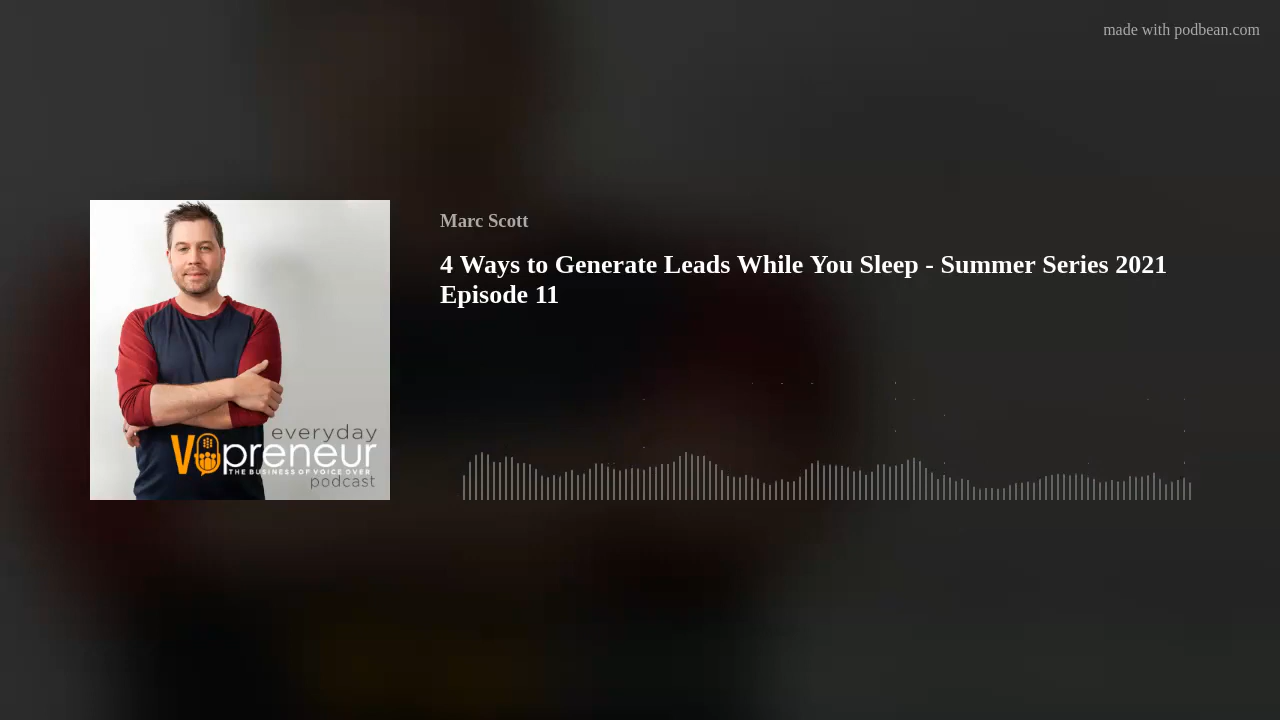 made with podbean.com
Marc Scott
4 Ways to Generate Leads While You Sleep - Summer Series 2021
Episode 11
everyday
VOpreneur
THE BUSINESS OF VOICE OVER
podcast